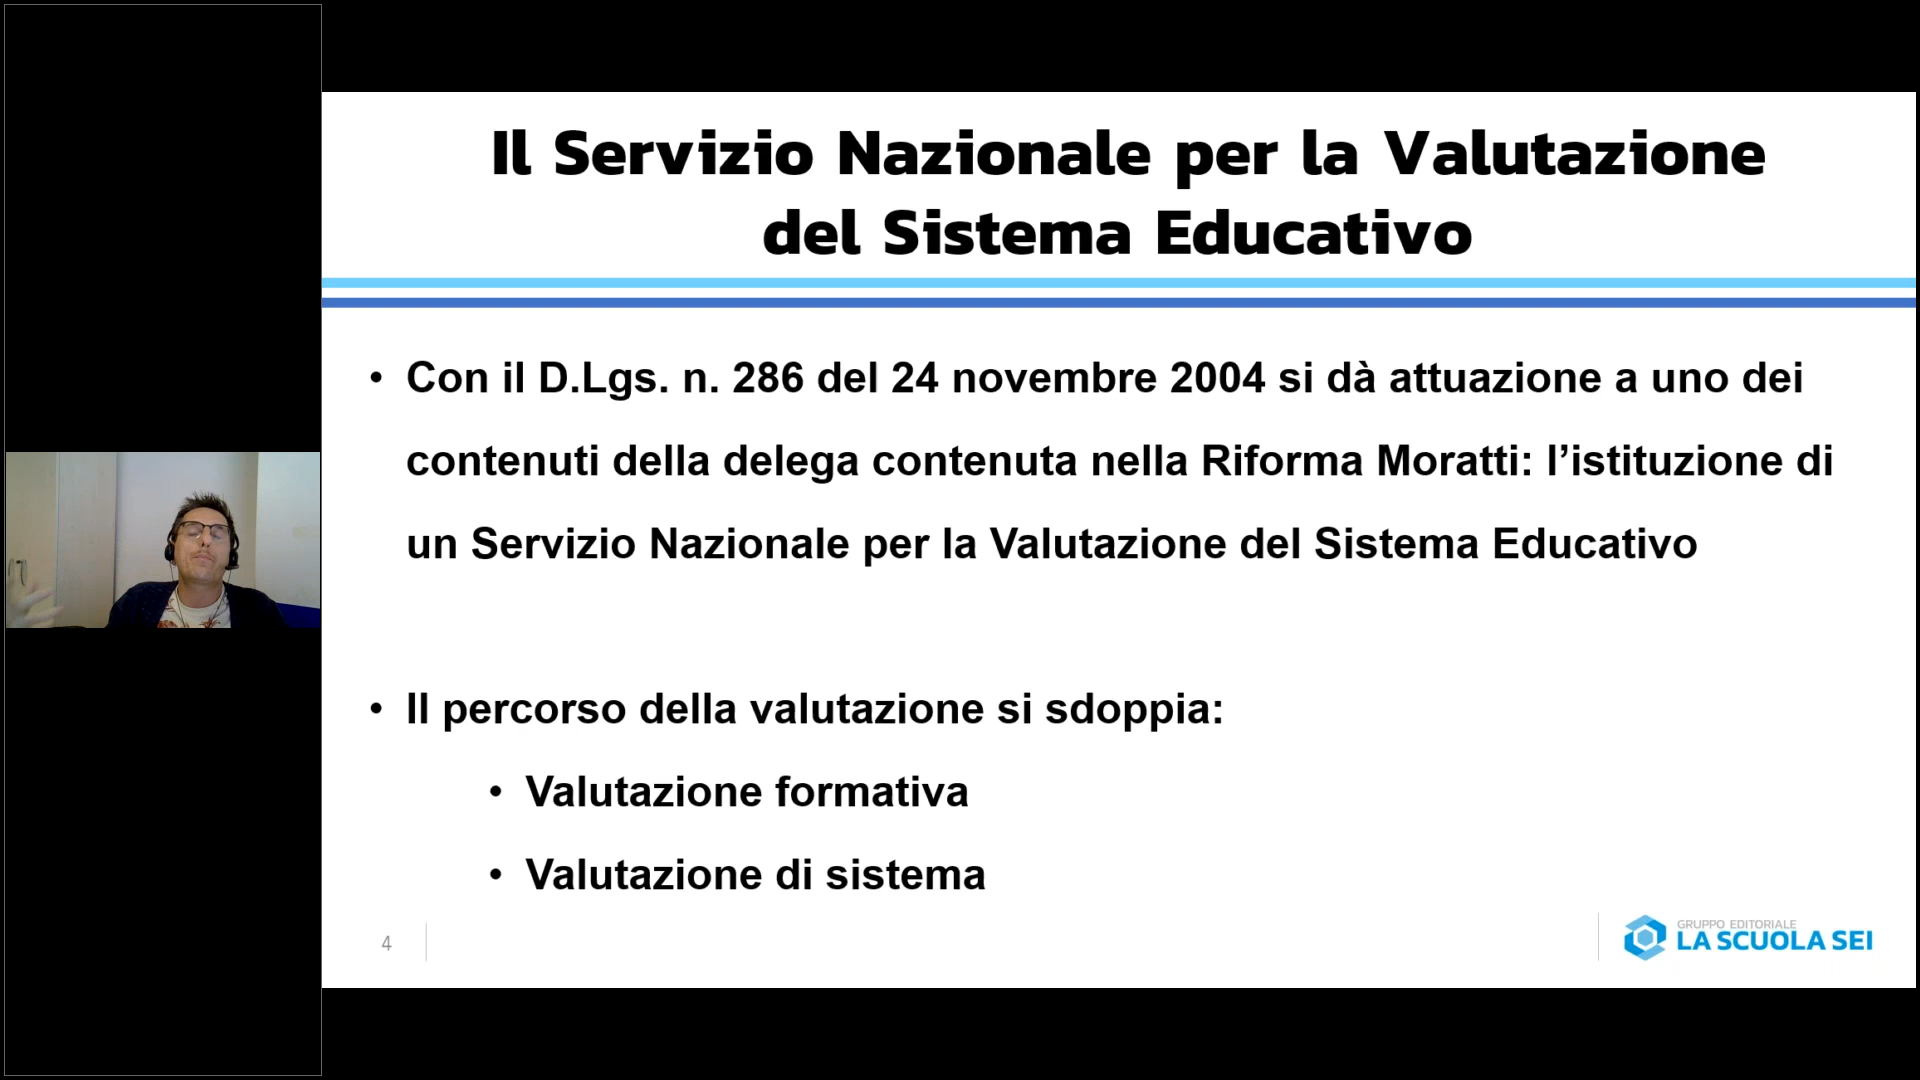 Il Servizio Nazionale per la Valutazione
del Sistema Educativo
• Con il D.Lgs. n. 286 del 24 novembre 2004 si dà attuazione a uno dei
contenuti della delega contenuta nella Riforma Moratti: l’istituzione di
un Servizio Nazionale per la Valutazione del Sistema Educativo
• Il percorso della valutazione si sdoppia:
• Valutazione formativa
• Valutazione di sistema
4
GRUPPO EDITORIALE
LA SCUOLA SEI